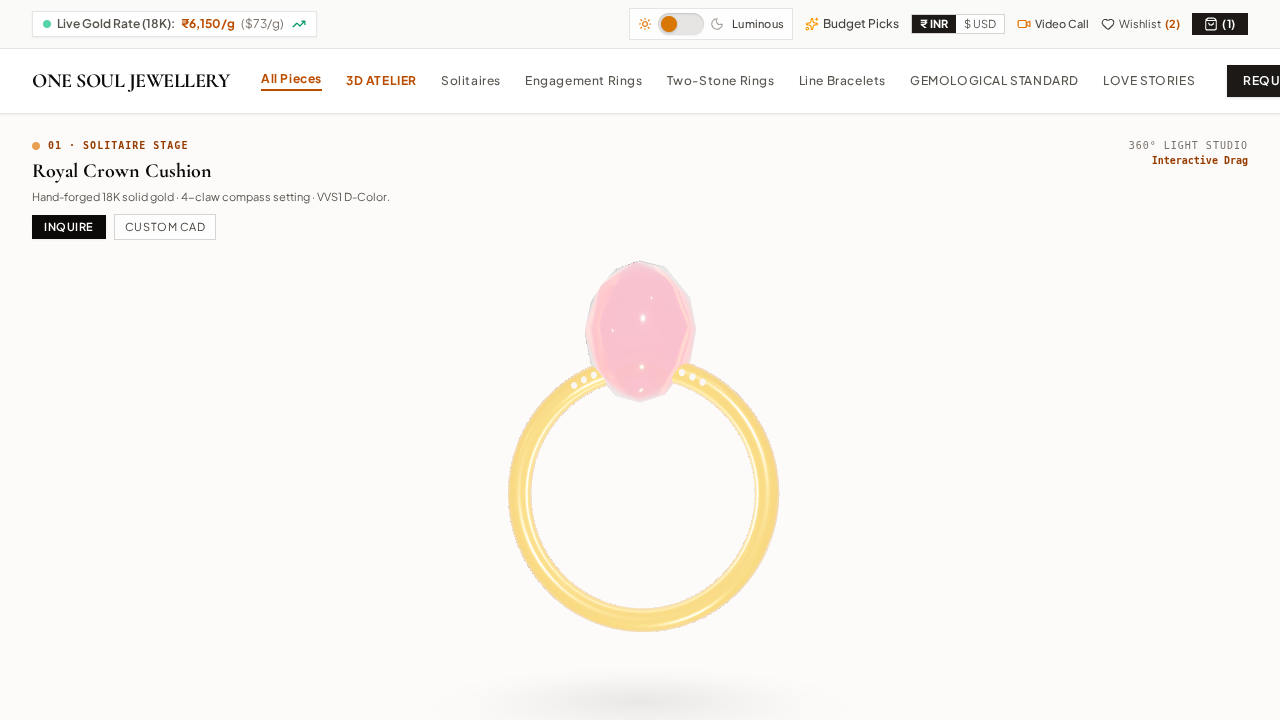 Live Gold Rate (18K): ₹6,150/g ($73/g)
Luminous
Budget Picks
₹ INR $ USD
Video Call
Wishlist (2)
(1)
ONE SOUL JEWELLERY
All Pieces
3D ATELIER
Solitaires
Engagement Rings
Two-Stone Rings
Line Bracelets
GEMOLOGICAL STANDARD
LOVE STORIES
REQU
01 · SOLITAIRE STAGE
Royal Crown Cushion
Hand-forged 18K solid gold · 4-claw compass setting · VVS1 D-Color.
INQUIRE
CUSTOM CAD
360° LIGHT STUDIO
Interactive Drag